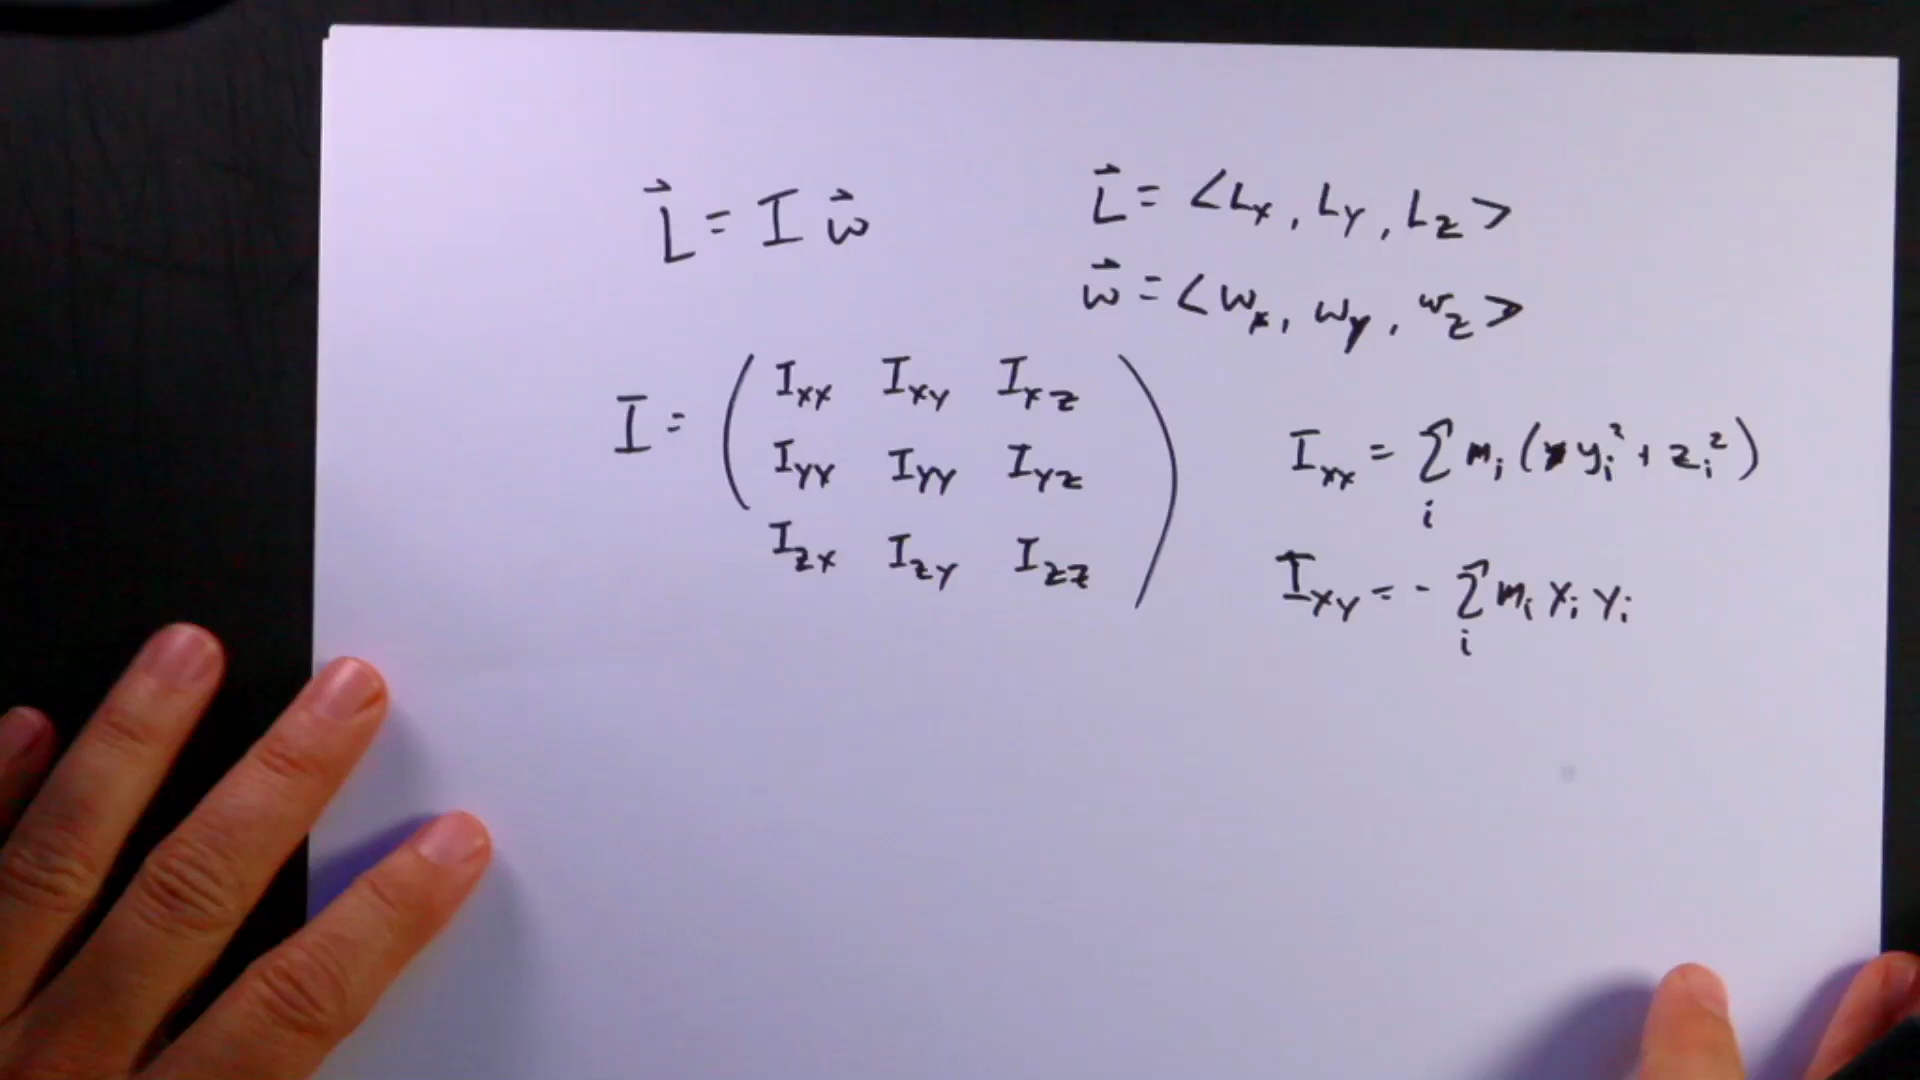 L⃗ = I w⃗
L⃗ = <Lx, Ly, Lz>
w⃗ = <wx, wy, wz>
I = ( Ixx Ixy Ixz
Iyx Iyy Iyz
Izx Izy Izz )
Ixx = Σi mi (yi² + zi²)
Ixy = - Σi mi xi yi